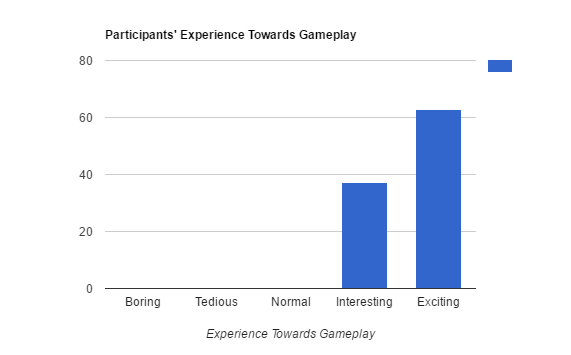 Participants' Experience Towards Gameplay
80
60
40
20
0
Boring Tedious Normal Interesting Exciting
Experience Towards Gameplay